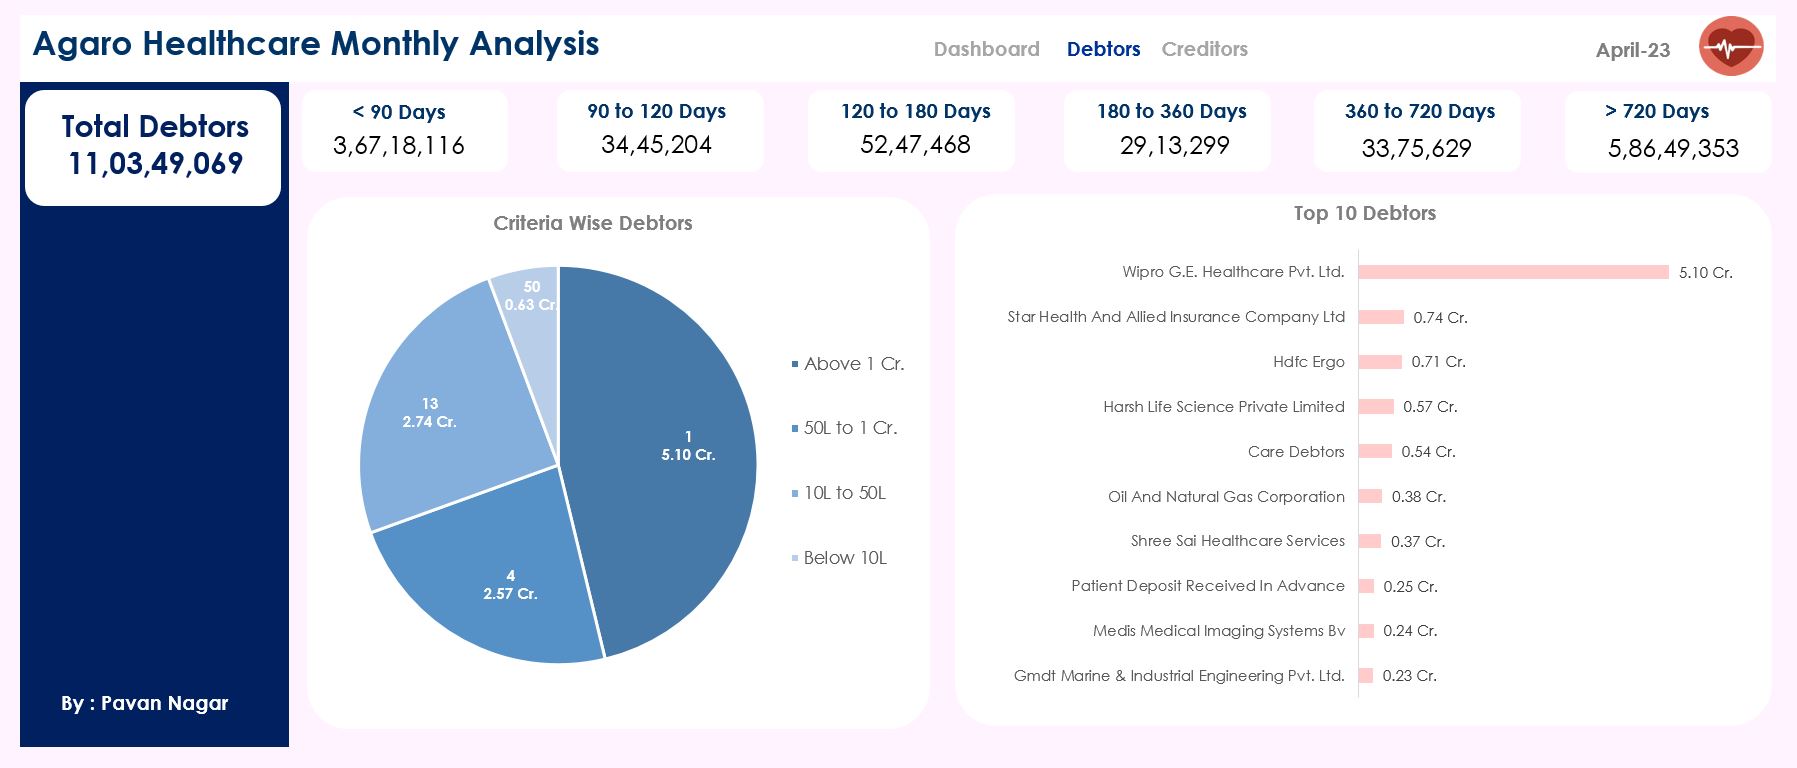 Agaro Healthcare Monthly Analysis
Dashboard Debtors Creditors
April-23
Total Debtors
11,03,49,069
< 90 Days
3,67,18,116
90 to 120 Days
34,45,204
120 to 180 Days
52,47,468
180 to 360 Days
29,13,299
360 to 720 Days
33,75,629
> 720 Days
5,86,49,353
Criteria Wise Debtors
50
0.63 Cr.
13
2.74 Cr.
1
5.10 Cr.
4
2.57 Cr.
Above 1 Cr.
50L to 1 Cr.
10L to 50L
Below 10L
Top 10 Debtors
Wipro G.E. Healthcare Pvt. Ltd. 5.10 Cr.
Star Health And Allied Insurance Company Ltd 0.74 Cr.
Hdfc Ergo 0.71 Cr.
Harsh Life Science Private Limited 0.57 Cr.
Care Debtors 0.54 Cr.
Oil And Natural Gas Corporation 0.38 Cr.
Shree Sai Healthcare Services 0.37 Cr.
Patient Deposit Received In Advance 0.25 Cr.
Medis Medical Imaging Systems Bv 0.24 Cr.
Gmdt Marine & Industrial Engineering Pvt. Ltd. 0.23 Cr.
By : Pavan Nagar